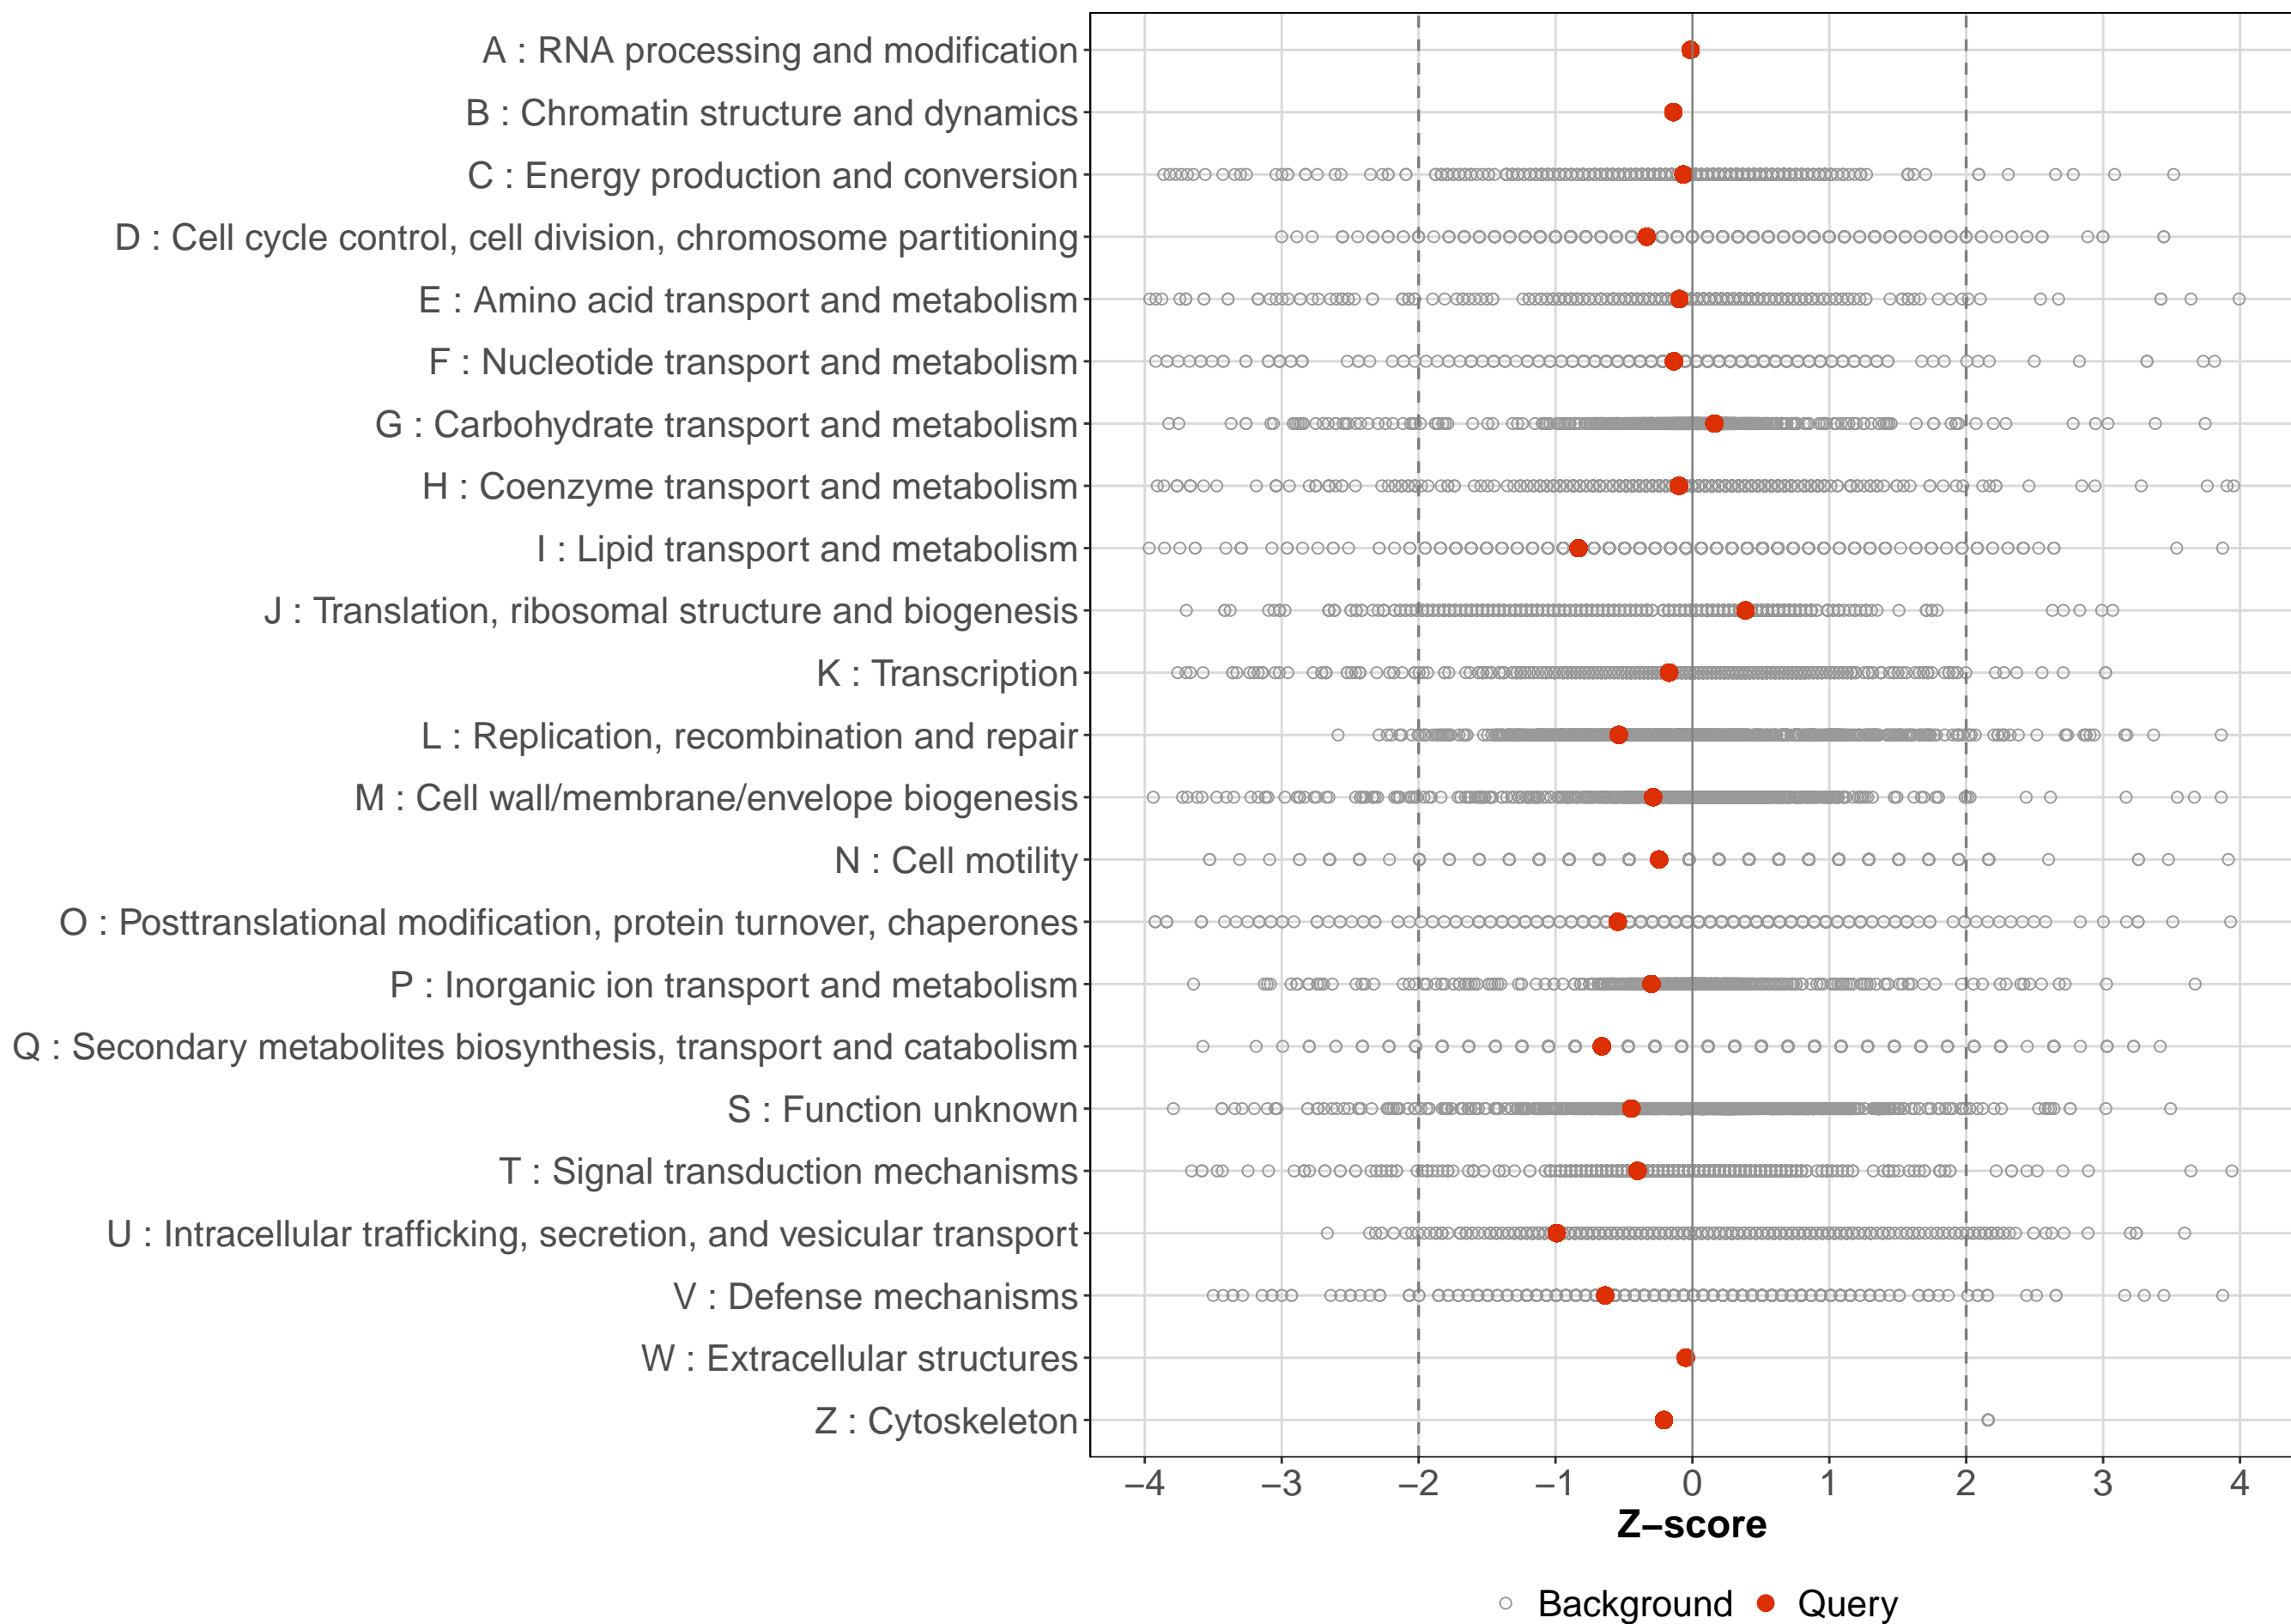 A : RNA processing and modification
B : Chromatin structure and dynamics
C : Energy production and conversion
D : Cell cycle control, cell division, chromosome partitioning
E : Amino acid transport and metabolism
F : Nucleotide transport and metabolism
G : Carbohydrate transport and metabolism
H : Coenzyme transport and metabolism
I : Lipid transport and metabolism
J : Translation, ribosomal structure and biogenesis
K : Transcription
L : Replication, recombination and repair
M : Cell wall/membrane/envelope biogenesis
N : Cell motility
O : Posttranslational modification, protein turnover, chaperones
P : Inorganic ion transport and metabolism
Q : Secondary metabolites biosynthesis, transport and catabolism
S : Function unknown
T : Signal transduction mechanisms
U : Intracellular trafficking, secretion, and vesicular transport
V : Defense mechanisms
W : Extracellular structures
Z : Cytoskeleton
−4 −3 −2 −1 0 1 2 3 4
Z−score
Background Query